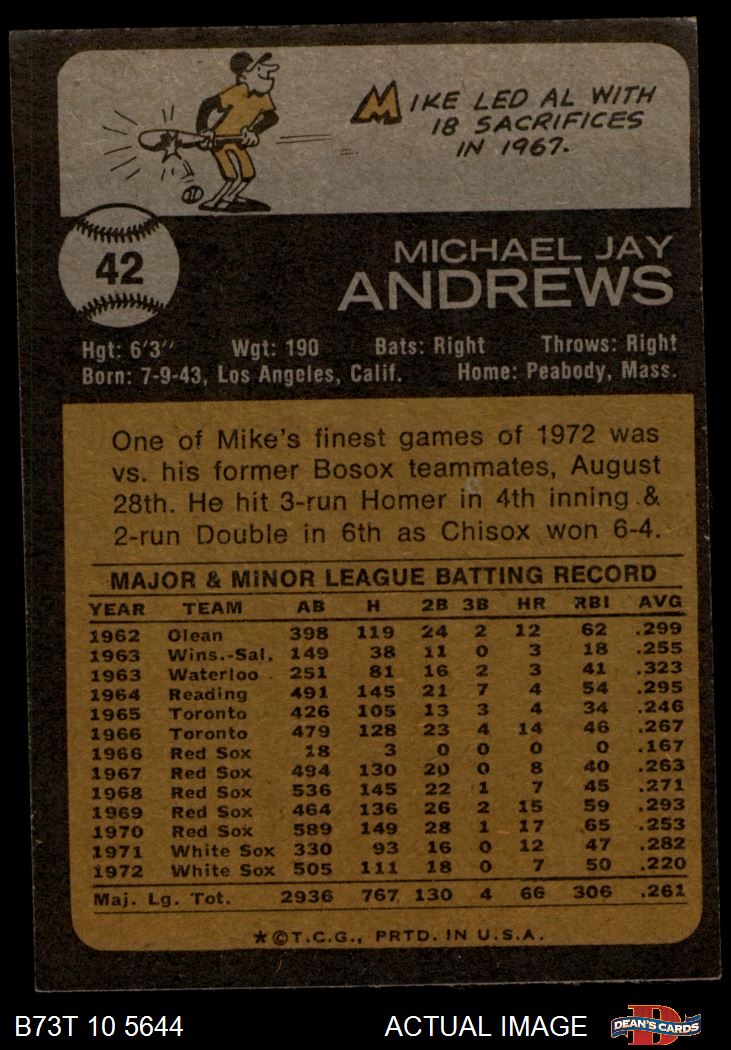 MIKE LED AL WITH
18 SACRIFICES
IN 1967.
42
MICHAEL JAY
ANDREWS
Hgt: 6'3" Wgt: 190 Bats: Right Throws: Right
Born: 7-9-43, Los Angeles, Calif. Home: Peabody, Mass.
One of Mike's finest games of 1972 was
vs. his former Bosox teammates, August
28th. He hit 3-run Homer in 4th inning &
2-run Double in 6th as Chisox won 6-4.
MAJOR & MINOR LEAGUE BATTING RECORD
YEAR TEAM AB H 2B 3B HR RBI AVG
1962 Olean 398 119 24 2 12 62 .299
1963 Wins.-Sal. 149 38 11 0 3 18 .255
1963 Waterloo 251 81 16 2 3 41 .323
1964 Reading 491 145 21 7 4 54 .295
1965 Toronto 426 105 13 3 4 34 .246
1966 Toronto 479 128 23 4 14 46 .267
1966 Red Sox 18 3 0 0 0 0 .167
1967 Red Sox 494 130 20 0 8 40 .263
1968 Red Sox 536 145 22 1 7 45 .271
1969 Red Sox 464 136 26 2 15 59 .293
1970 Red Sox 589 149 28 1 17 65 .253
1971 White Sox 330 93 16 0 12 47 .282
1972 White Sox 505 111 18 0 7 50 .220
Maj. Lg. Tot. 2936 767 130 4 66 306 .261
★©T.C.G., PRTD. IN U.S.A.
B73T 10 5644 ACTUAL IMAGE DEAN'S CARDS